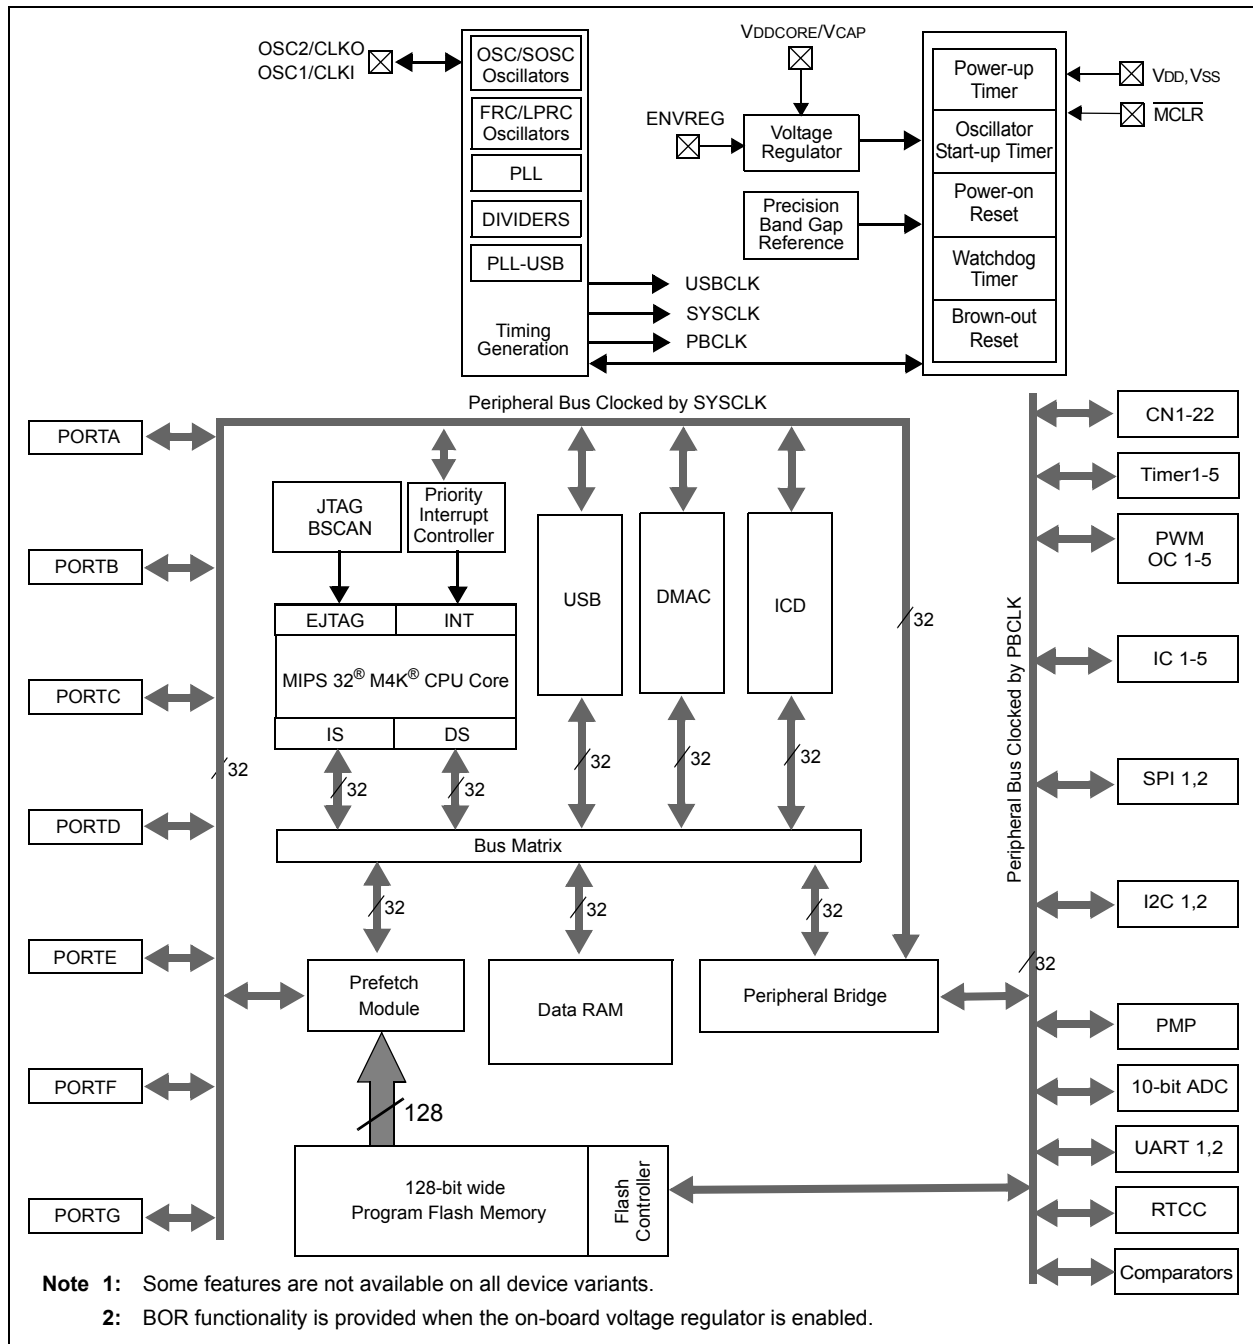 OSC2/CLKO
OSC1/CLKI
OSC/SOSC
Oscillators
FRC/LPRC
Oscillators
PLL
DIVIDERS
PLL-USB
Timing
Generation
USBCLK
SYSCLK
PBCLK
VDDCORE/VCAP
ENVREG
Voltage
Regulator
Precision
Band Gap
Reference
Power-up
Timer
Oscillator
Start-up Timer
Power-on
Reset
Watchdog
Timer
Brown-out
Reset
VDD, VSS
MCLR
Peripheral Bus Clocked by SYSCLK
PORTA
PORTB
PORTC
PORTD
PORTE
PORTF
PORTG
32
JTAG
BSCAN
Priority
Interrupt
Controller
EJTAG
INT
MIPS 32® M4K® CPU Core
IS
DS
USB
DMAC
ICD
32
32
32
32
32
32
Bus Matrix
32
32
32
Prefetch
Module
Data RAM
Peripheral Bridge
128
128-bit wide
Program Flash Memory
Flash
Controller
Peripheral Bus Clocked by PBCLK
32
CN1-22
Timer1-5
PWM
OC 1-5
IC 1-5
SPI 1,2
I2C 1,2
PMP
10-bit ADC
UART 1,2
RTCC
Comparators
Note 1: Some features are not available on all device variants.
2: BOR functionality is provided when the on-board voltage regulator is enabled.